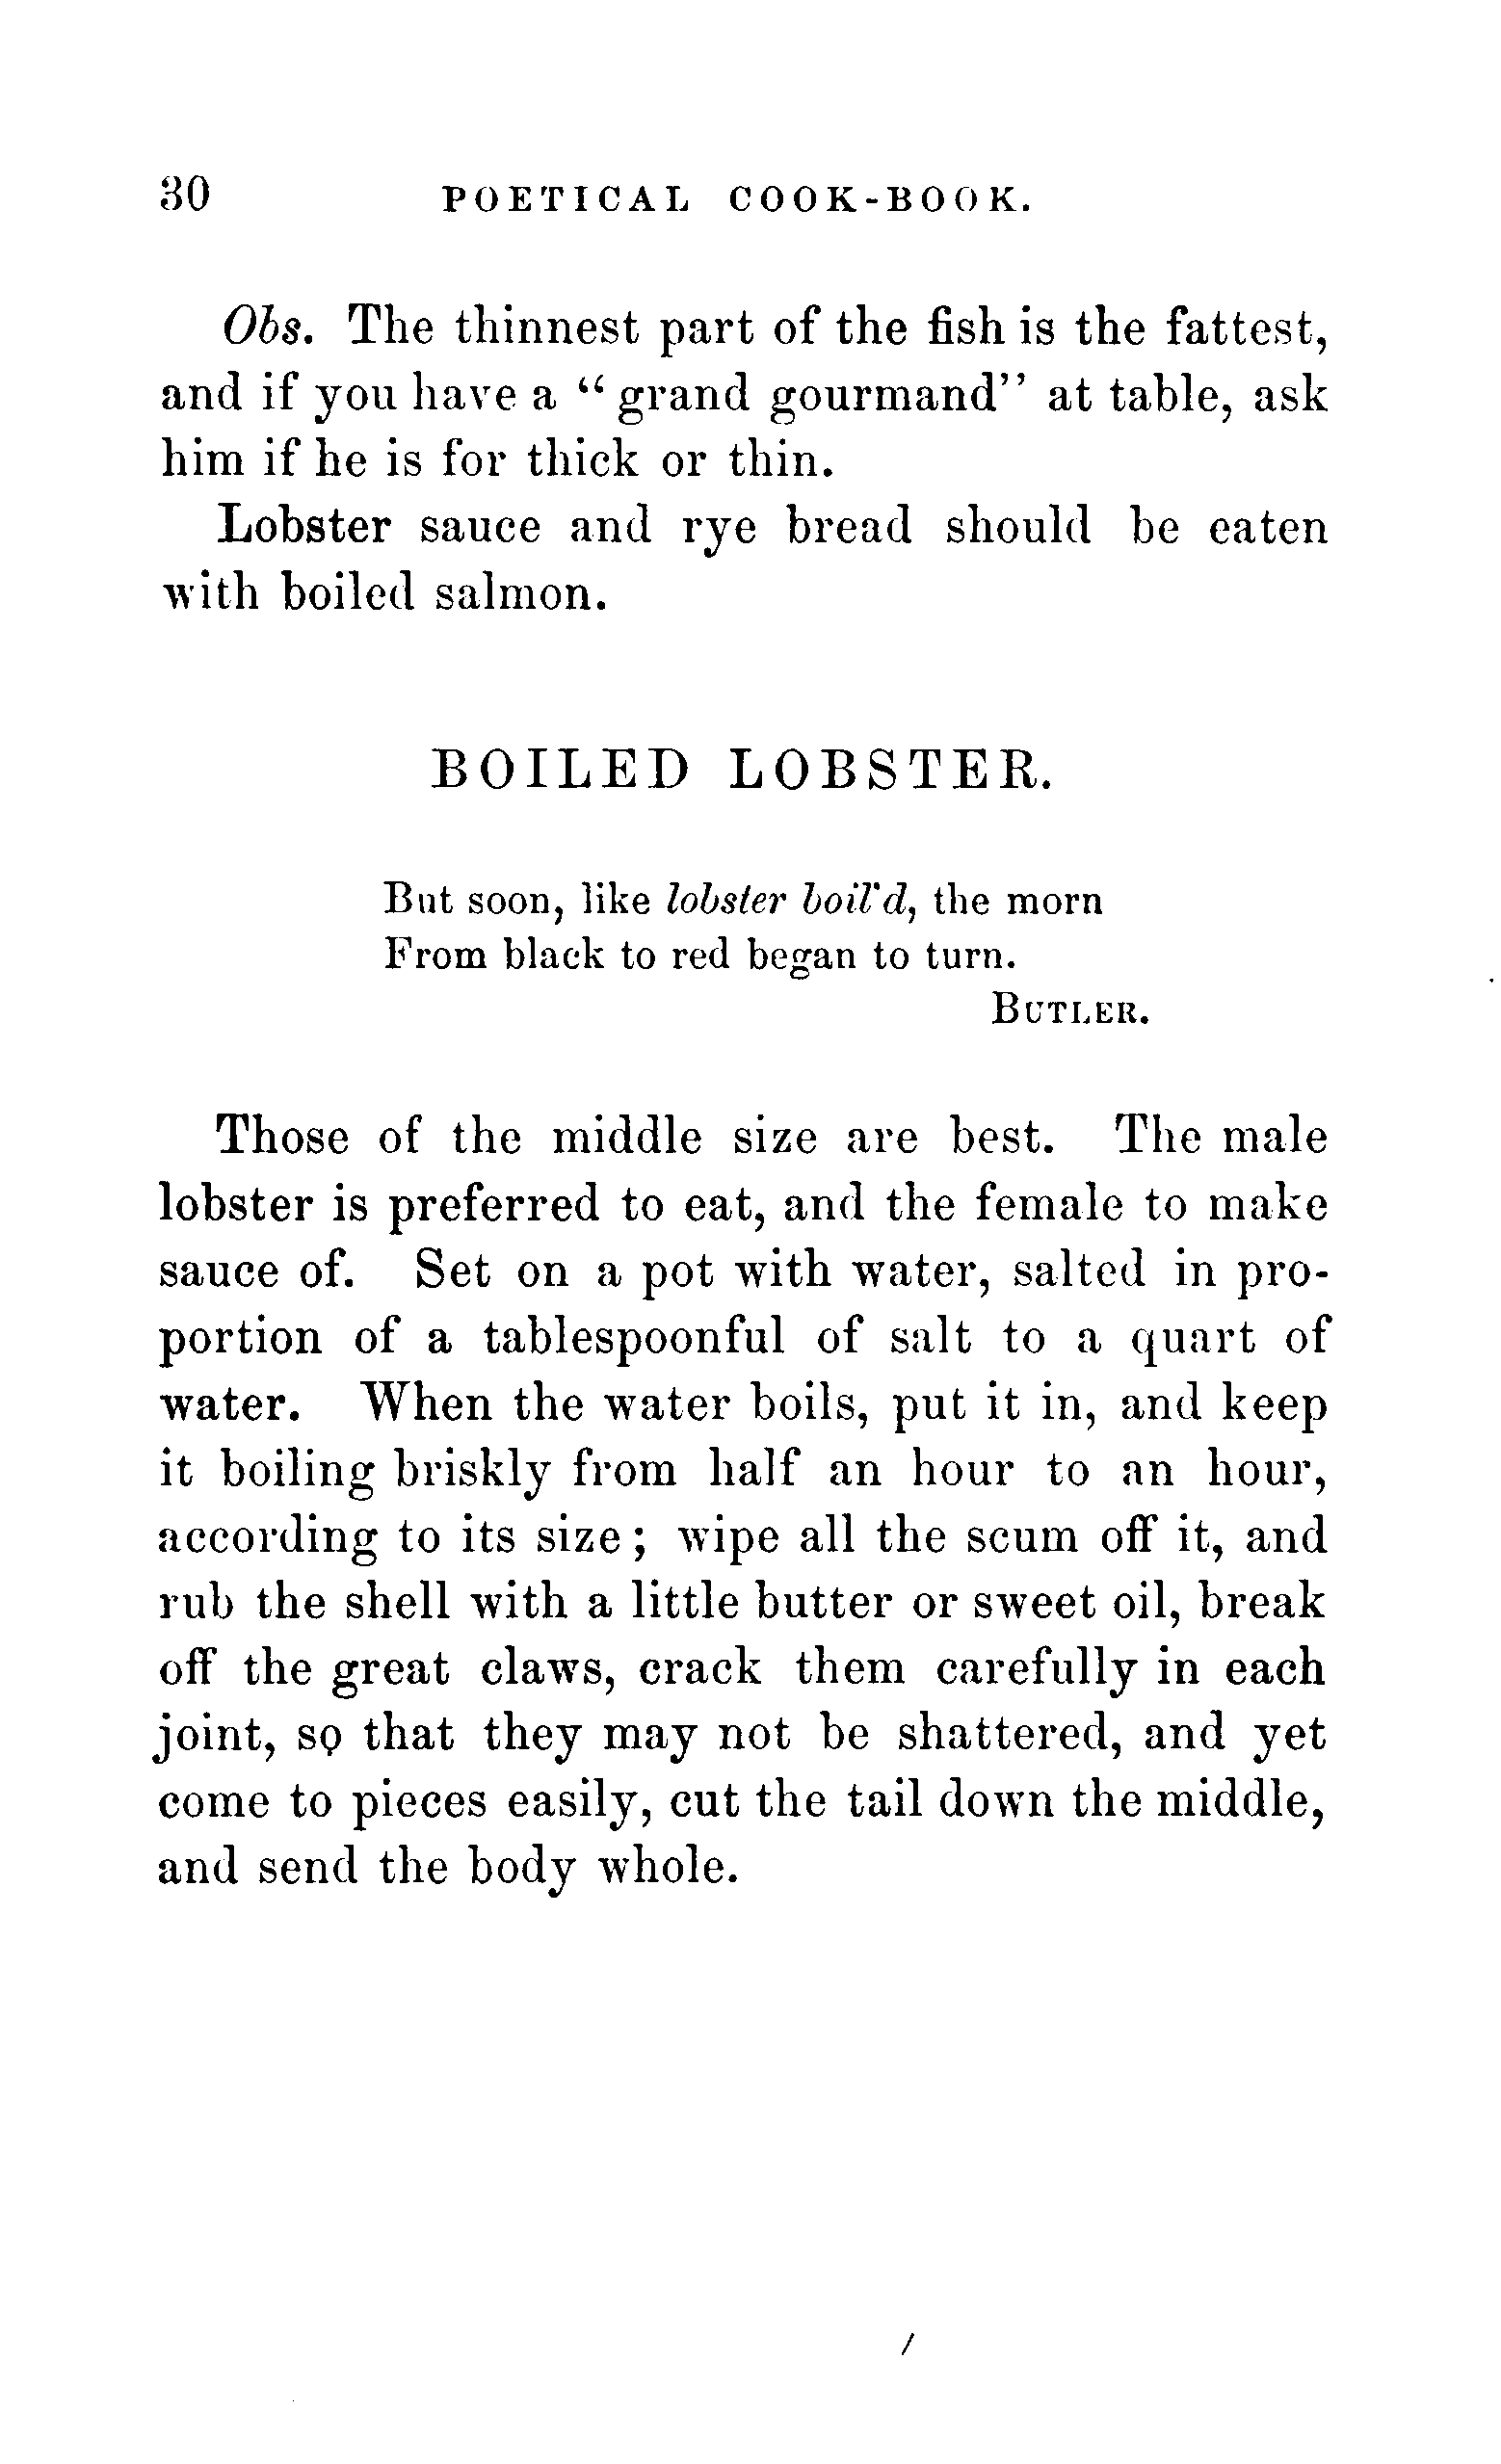 30 POETICAL COOK-BOOK.
Obs. The thinnest part of the fish is the fattest,
and if you have a “grand gourmand” at table, ask
him if he is for thick or thin.
Lobster sauce and rye bread should be eaten
with boiled salmon.
BOILED LOBSTER.
But soon, like lobster boil'd, the morn
From black to red began to turn.
BUTLER.
Those of the middle size are best. The male
lobster is preferred to eat, and the female to make
sauce of. Set on a pot with water, salted in pro-
portion of a tablespoonful of salt to a quart of
water. When the water boils, put it in, and keep
it boiling briskly from half an hour to an hour,
according to its size; wipe all the scum off it, and
rub the shell with a little butter or sweet oil, break
off the great claws, crack them carefully in each
joint, so that they may not be shattered, and yet
come to pieces easily, cut the tail down the middle,
and send the body whole.